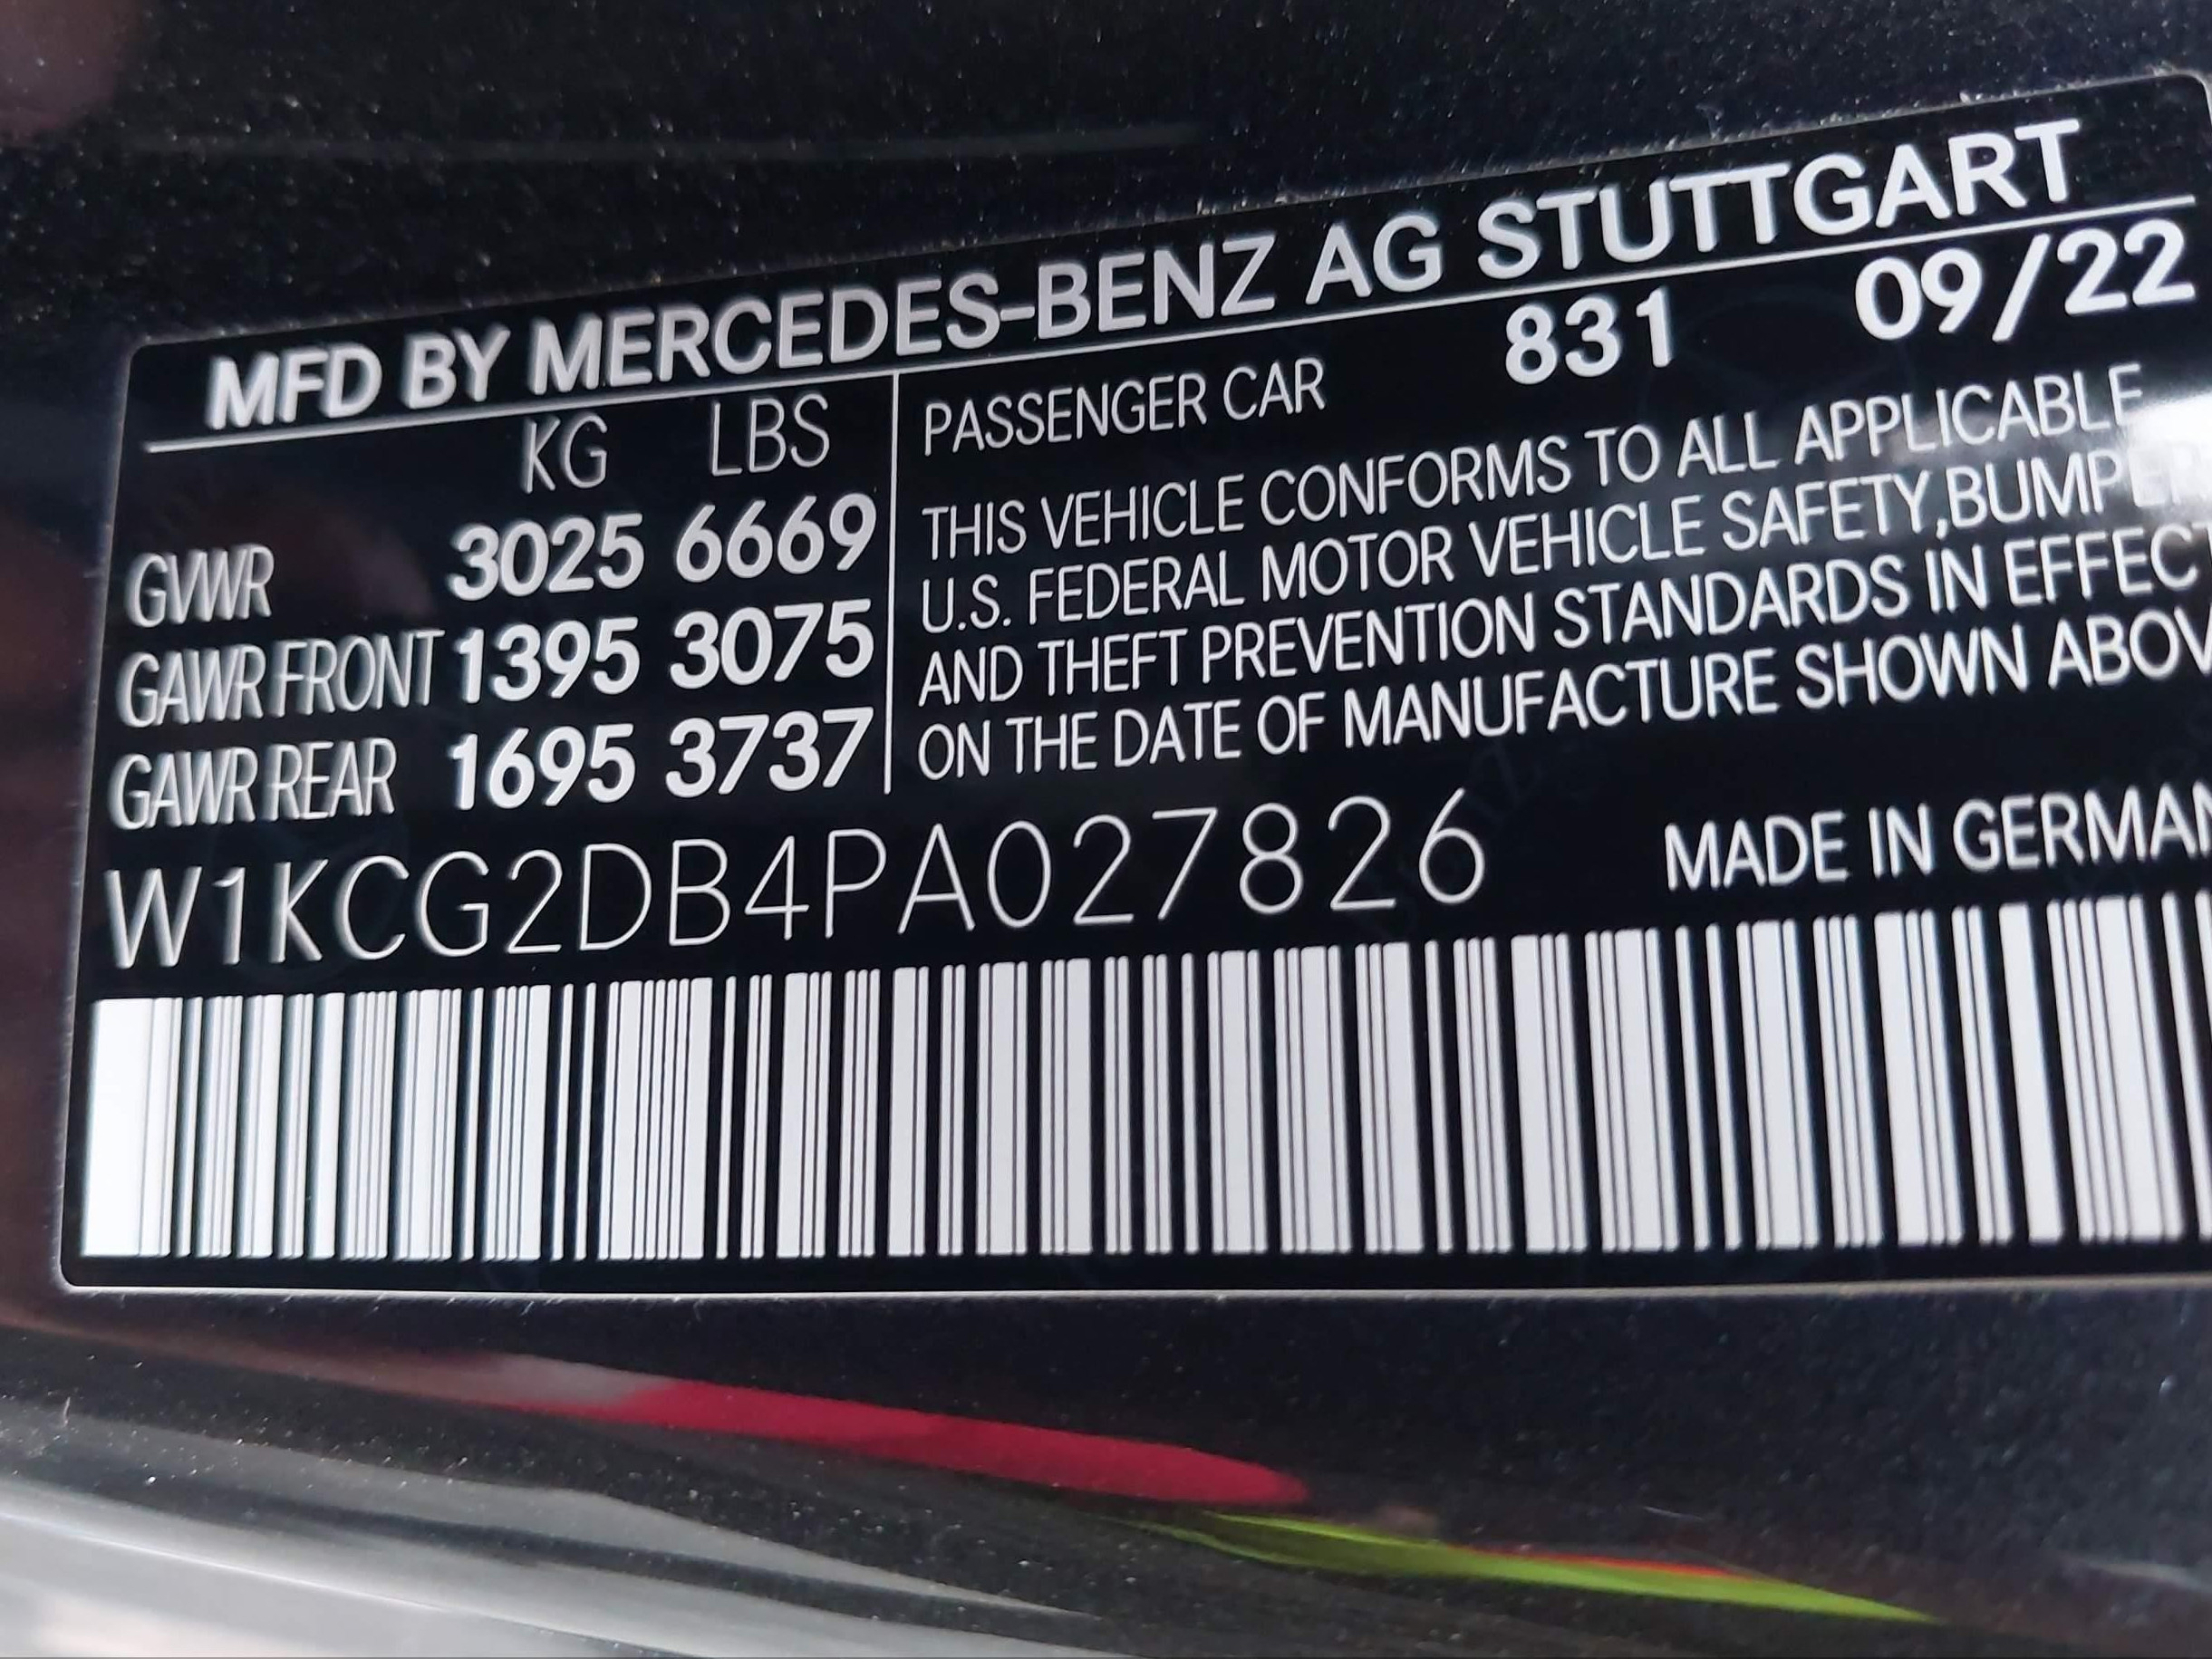 MFD BY MERCEDES-BENZ AG STUTTGART
KG LBS
GVWR 3025 6669
GAWR FRONT 1395 3075
GAWR REAR 1695 3737
PASSENGER CAR 831 09/22
THIS VEHICLE CONFORMS TO ALL APPLICABLE
U.S. FEDERAL MOTOR VEHICLE SAFETY,BUMPER
AND THEFT PREVENTION STANDARDS IN EFFECT
ON THE DATE OF MANUFACTURE SHOWN ABOV
W1KCG2DB4PA027826
MADE IN GERMAN